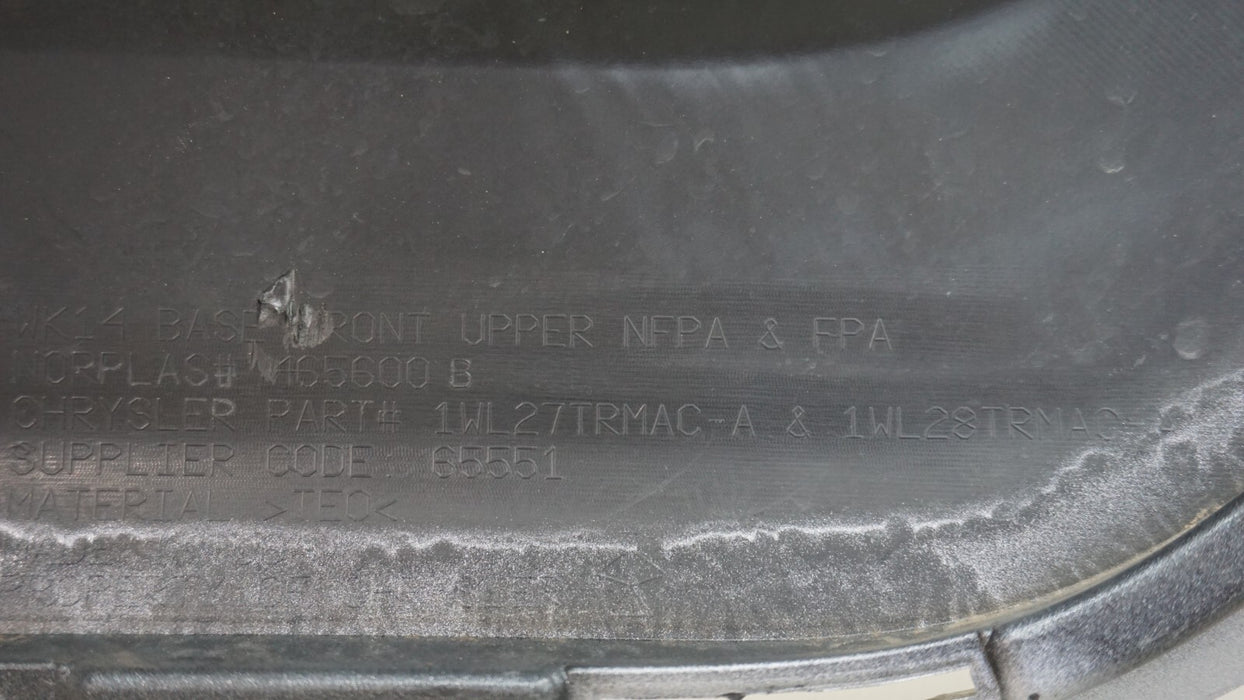 WK14 BASE FRONT UPPER NFPA & FPA
NORPLAS# 465600 B
CHRYSLER PART# 1WL27TRMAC-A & 1WL28TRMAC-
SUPPLIER CODE: 65551
MATERIAL >TEO<